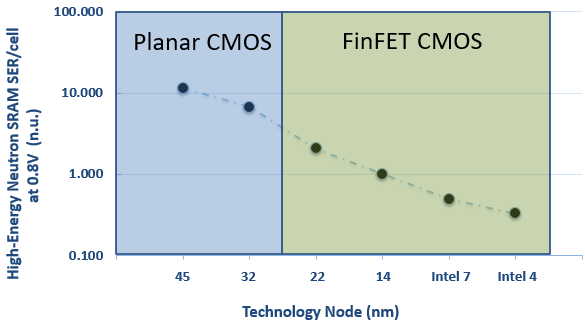 100.000
Planar CMOS
FinFET CMOS
10.000
1.000
0.100
High-Energy Neutron SRAM SER/cell
at 0.8V (n.u.)
45
32
22
14
Intel 7
Intel 4
Technology Node (nm)